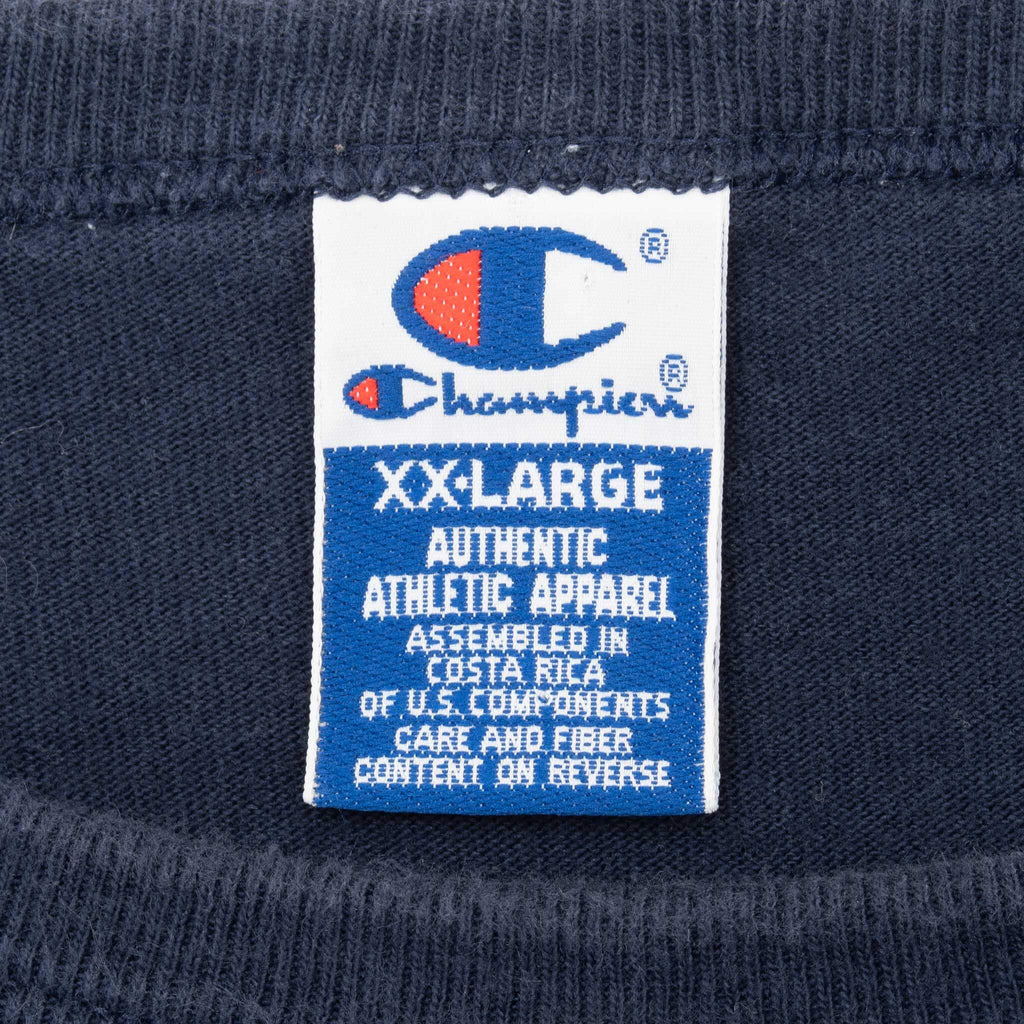 ®
Champion®
XX•LARGE
AUTHENTIC
ATHLETIC APPAREL
ASSEMBLED IN
COSTA RICA
OF U.S. COMPONENTS
CARE AND FIBER
CONTENT ON REVERSE